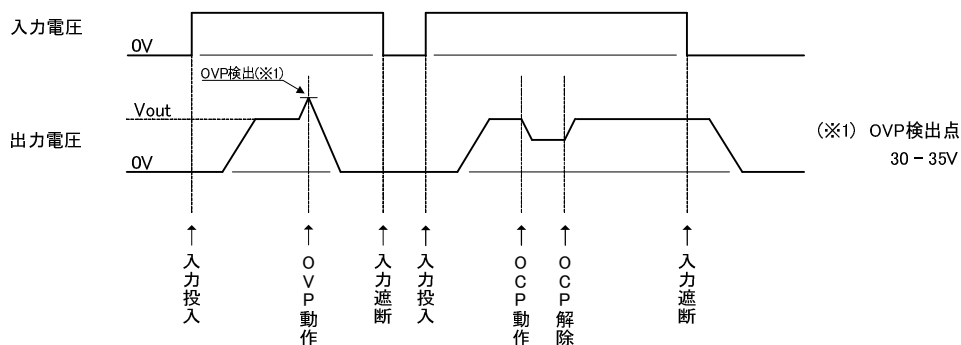 入力電圧
0V
OVP検出(※1)
Vout
出力電圧
0V
(※1) OVP検出点
30-35V
↑入力投入
↑OVP動作
↑入力遮断
↑入力投入
↑OCP動作
↑OCP解除
↑入力遮断